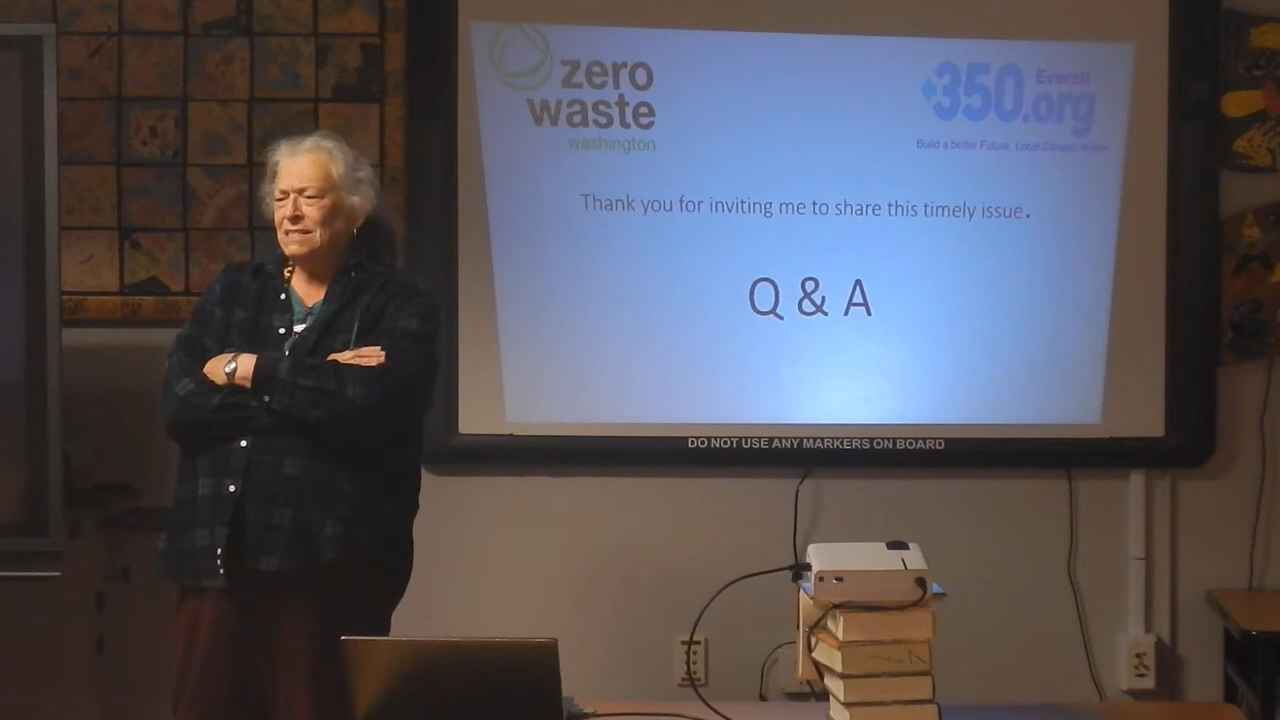 zero
waste
washington
Everett
350.org
Build a better Future, Local Climate Action
Thank you for inviting me to share this timely issue.
Q & A
DO NOT USE ANY MARKERS ON BOARD